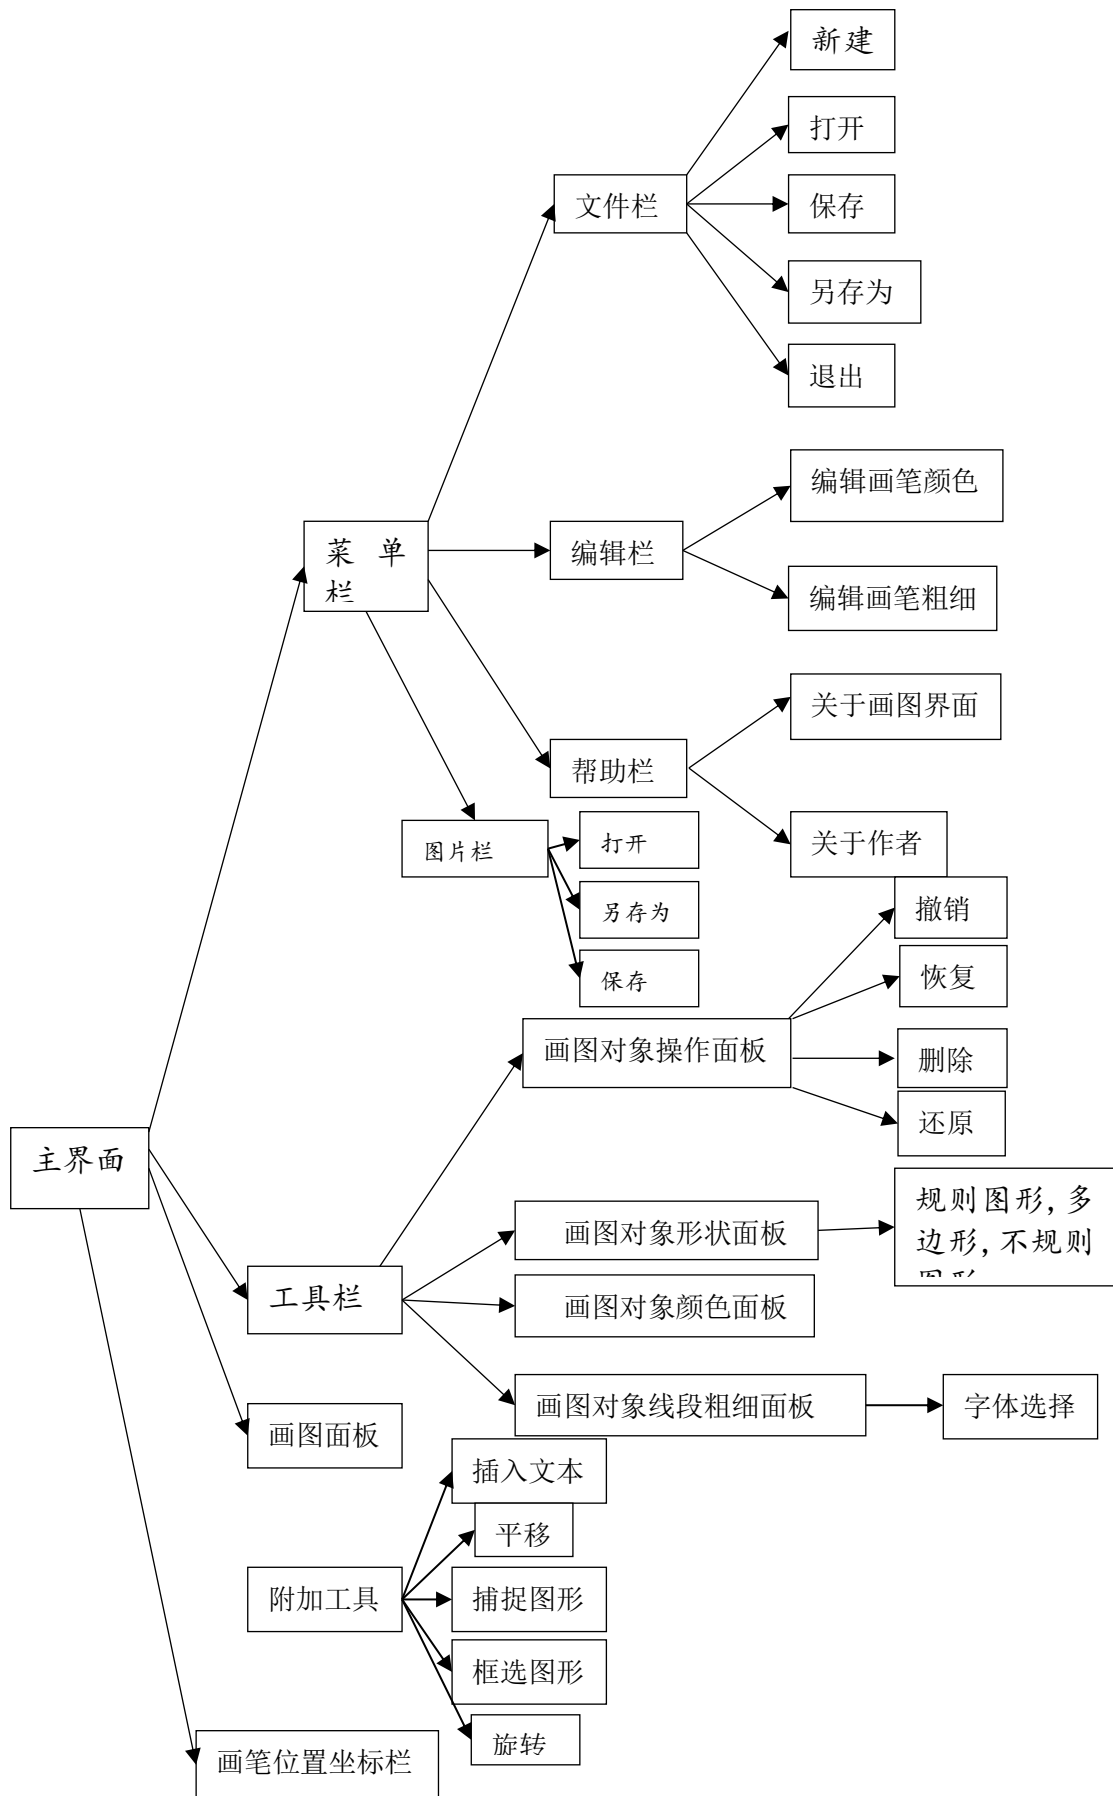 新建
打开
文件栏
保存
另存为
退出
编辑画笔颜色
菜 单
栏
编辑栏
编辑画笔粗细
关于画图界面
帮助栏
图片栏
打开
关于作者
另存为
撤销
保存
恢复
画图对象操作面板
删除
还原
主界面
规则图形,多
边形,不规则
图形
画图对象形状面板
工具栏
画图对象颜色面板
画图对象线段粗细面板
字体选择
画图面板
插入文本
平移
附加工具
捕捉图形
框选图形
旋转
画笔位置坐标栏